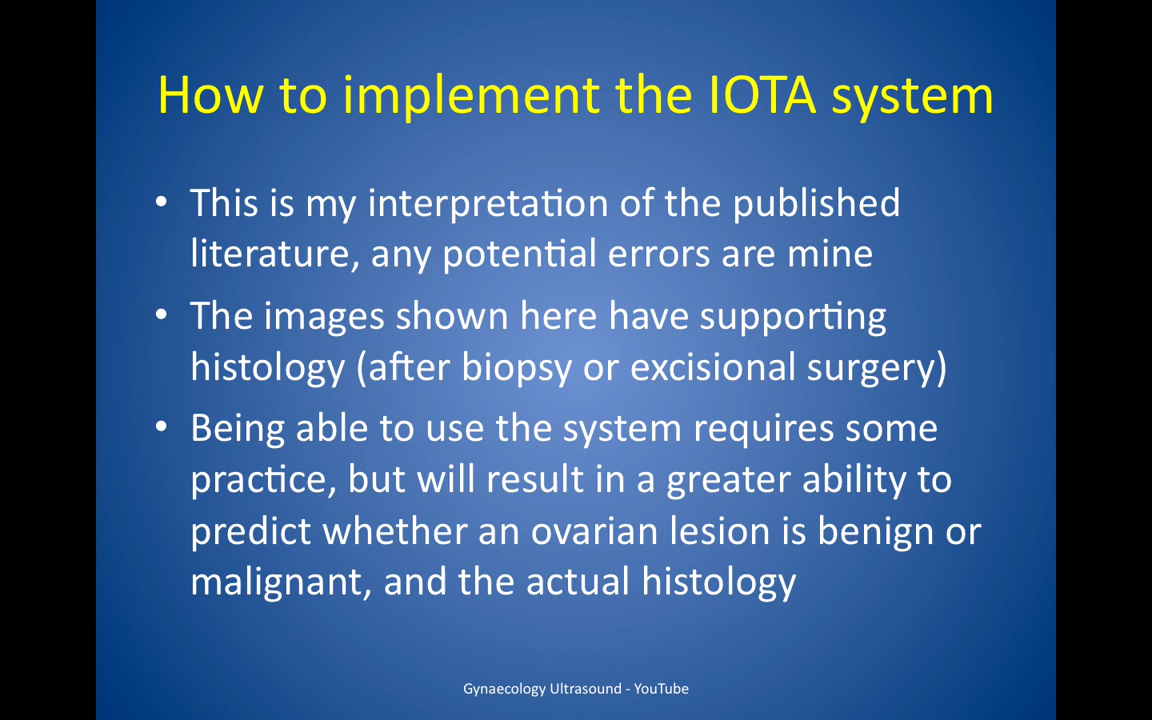 How to implement the IOTA system
• This is my interpretation of the published
literature, any potential errors are mine
• The images shown here have supporting
histology (after biopsy or excisional surgery)
• Being able to use the system requires some
practice, but will result in a greater ability to
predict whether an ovarian lesion is benign or
malignant, and the actual histology
Gynaecology Ultrasound - YouTube